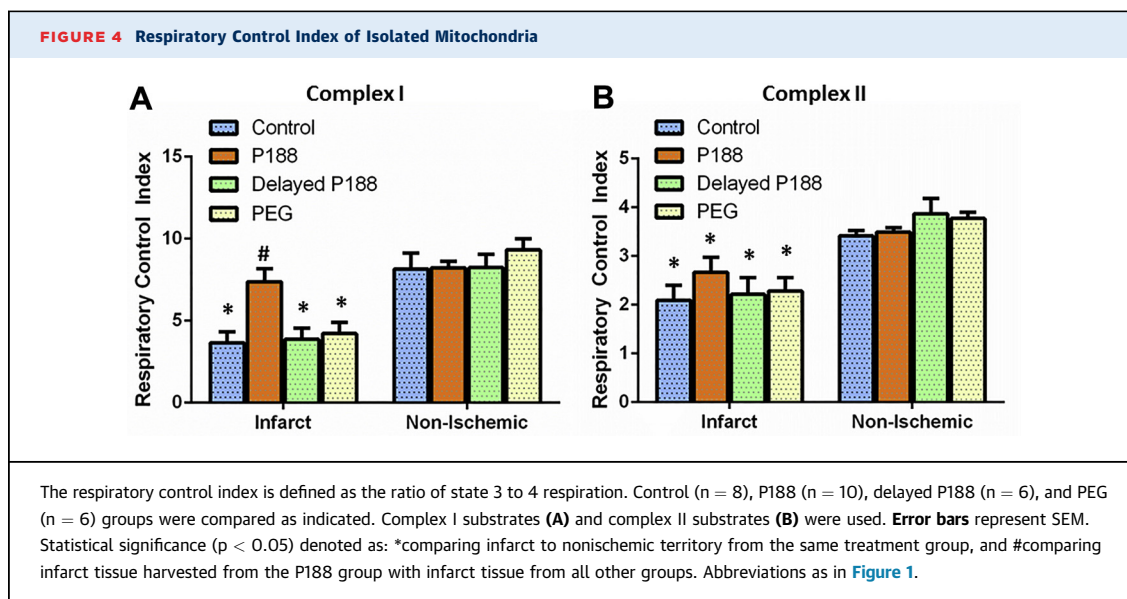 FIGURE 4 Respiratory Control Index of Isolated Mitochondria
A
Complex I
Control
P188
Delayed P188
PEG
Respiratory Control Index
15
10
5
0
*
#
*
*
Infarct
Non-Ischemic
B
Complex II
Control
P188
Delayed P188
PEG
Respiratory Control Index
5
4
3
2
1
0
*
*
*
*
Infarct
Non-Ischemic
The respiratory control index is defined as the ratio of state 3 to 4 respiration. Control (n = 8), P188 (n = 10), delayed P188 (n = 6), and PEG
(n = 6) groups were compared as indicated. Complex I substrates (A) and complex II substrates (B) were used. Error bars represent SEM.
Statistical significance (p < 0.05) denoted as: *comparing infarct to nonischemic territory from the same treatment group, and #comparing
infarct tissue harvested from the P188 group with infarct tissue from all other groups. Abbreviations as in Figure 1.